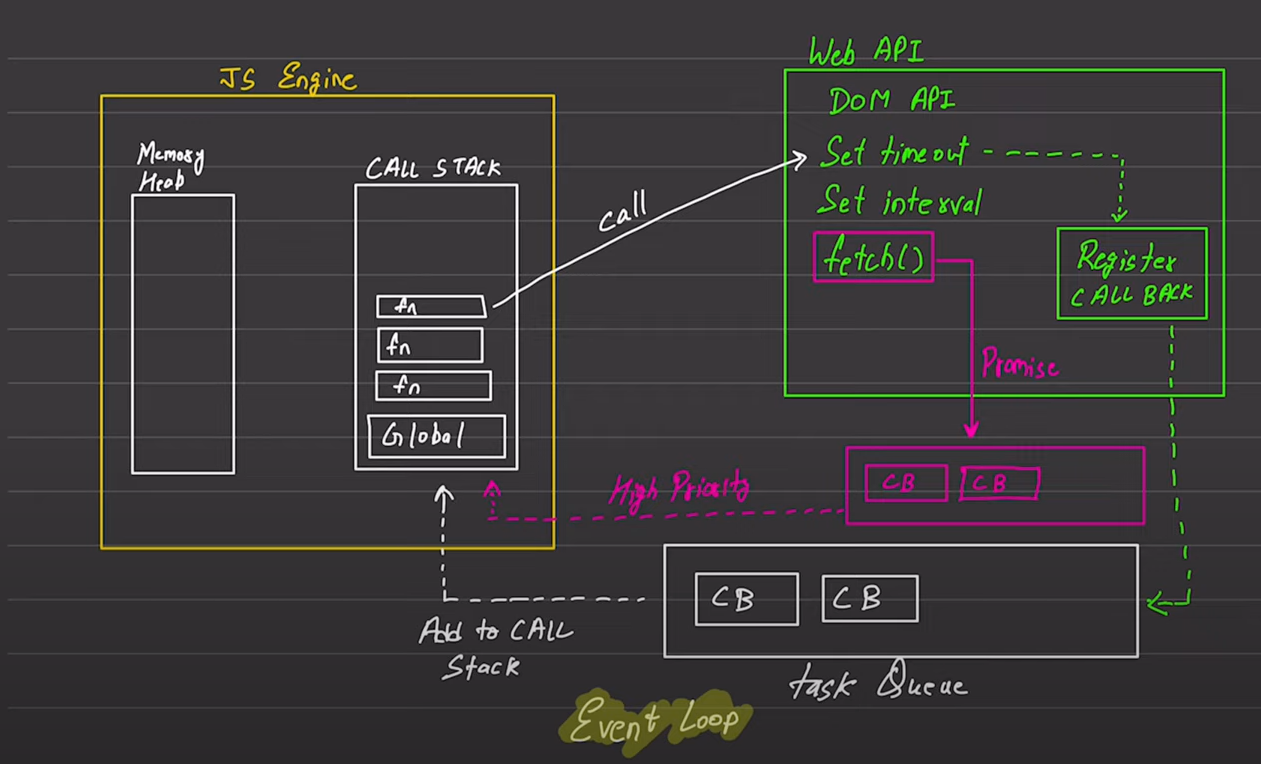 JS Engine
Memory
Heap
CALL STACK
fn
fn
fn
Global
call
Web API
DOM API
Set timeout
Set interval
fetch()
Register
CALL BACK
Promise
High Priority
CB CB
CB CB
Add to CALL
Stack
task Queue
Event Loop